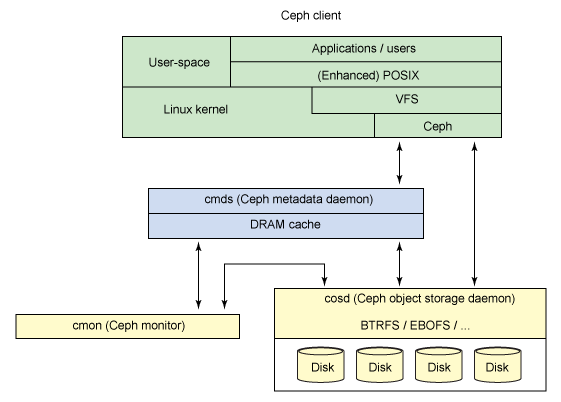 Ceph client
Applications / users
User-space
(Enhanced) POSIX
VFS
Linux kernel
Ceph
cmds (Ceph metadata daemon)
DRAM cache
cosd (Ceph object storage daemon)
cmon (Ceph monitor)
BTRFS / EBOFS / ...
Disk Disk Disk Disk